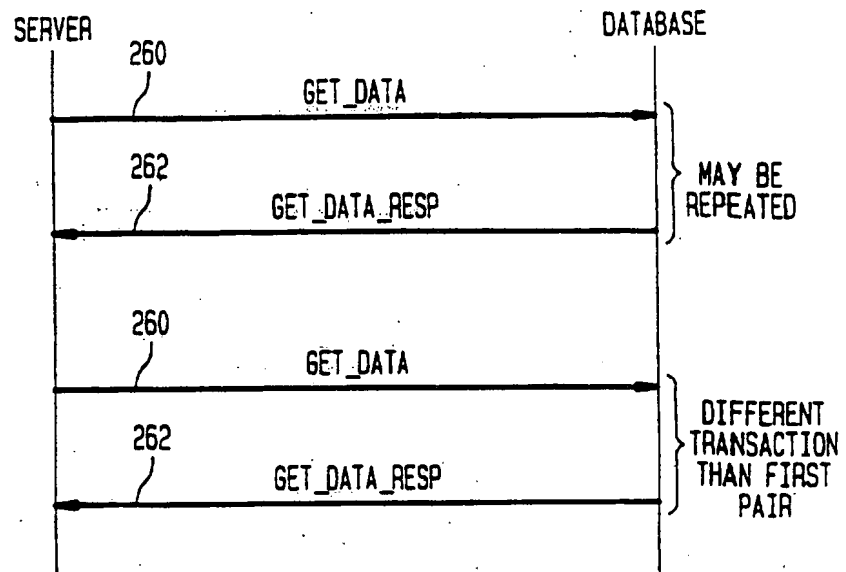 SERVER
DATABASE
260
GET_DATA
262
GET_DATA_RESP
MAY BE
REPEATED
260
GET_DATA
262
GET_DATA_RESP
DIFFERENT
TRANSACTION
THAN FIRST
PAIR